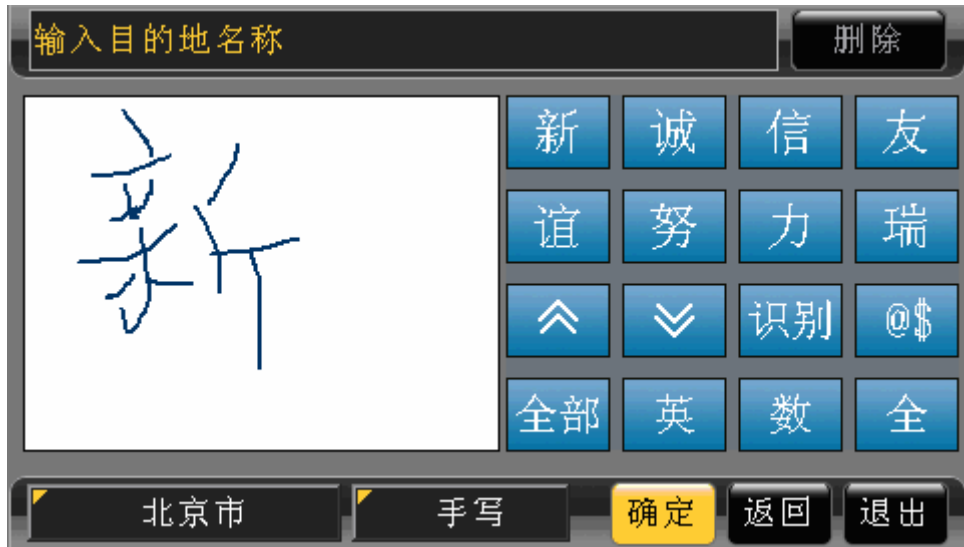 输入目的地名称 删除
新 新 诚 信 友
谊 努 力 瑞
识别 @$
全部 英 数 全
北京市 手写 确定 返回 退出